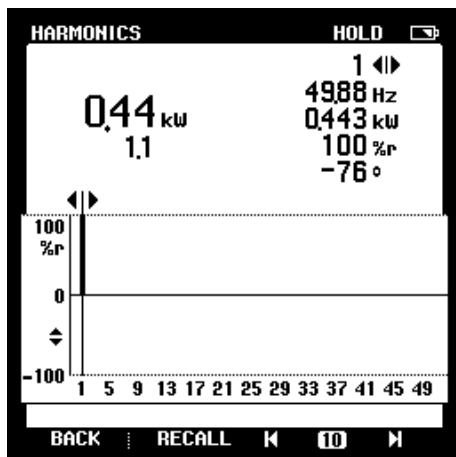 HARMONICS HOLD
1
49.88 Hz
0.44 kW 0.443 kW
1.1 100 %r
-76 °
100
%r
0
-100
1 5 9 13 17 21 25 29 33 37 41 45 49
BACK RECALL 10